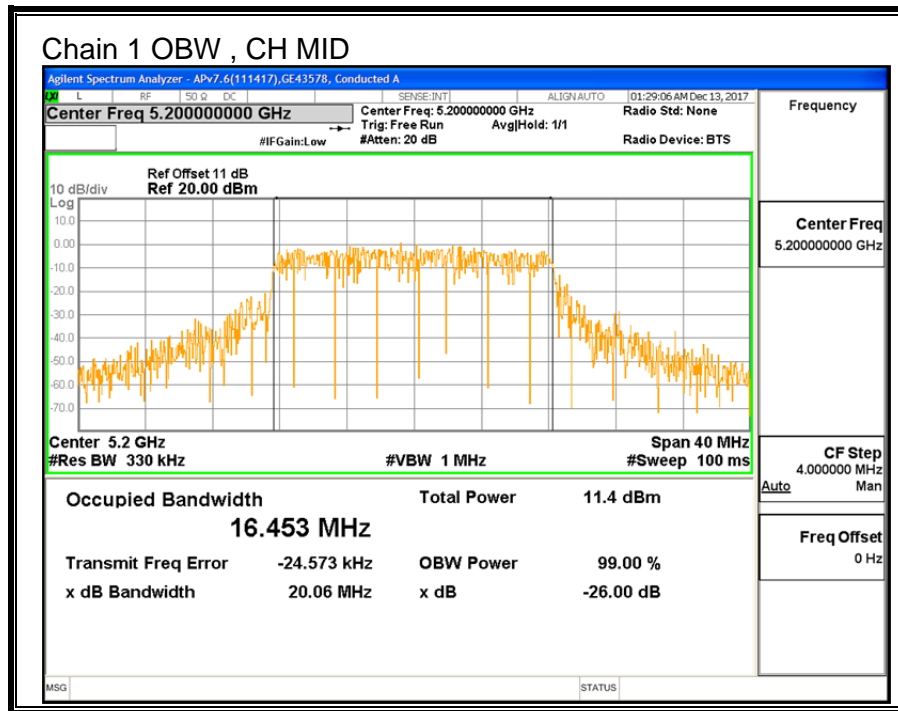 Chain 1 OBW , CH MID
Agilent Spectrum Analyzer - APv7.6(111417),GE43578, Conducted A
LXI L RF 50 Ω DC SENSE:INT ALIGN AUTO 01:29:06 AM Dec 13, 2017
Center Freq 5.200000000 GHz
Center Freq: 5.200000000 GHz
Radio Std: None
Trig: Free Run Avg|Hold: 1/1
#IFGain:Low #Atten: 20 dB Radio Device: BTS
Ref Offset 11 dB
10 dB/div Ref 20.00 dBm
Log
10.0
0.00
-10.0
-20.0
-30.0
-40.0
-50.0
-60.0
-70.0
Center 5.2 GHz Span 40 MHz
#Res BW 330 kHz #VBW 1 MHz #Sweep 100 ms
Occupied Bandwidth Total Power 11.4 dBm
16.453 MHz
Transmit Freq Error -24.573 kHz OBW Power 99.00 %
x dB Bandwidth 20.06 MHz x dB -26.00 dB
MSG STATUS
Frequency
Center Freq
5.200000000 GHz
CF Step
4.000000 MHz
Auto Man
Freq Offset
0 Hz